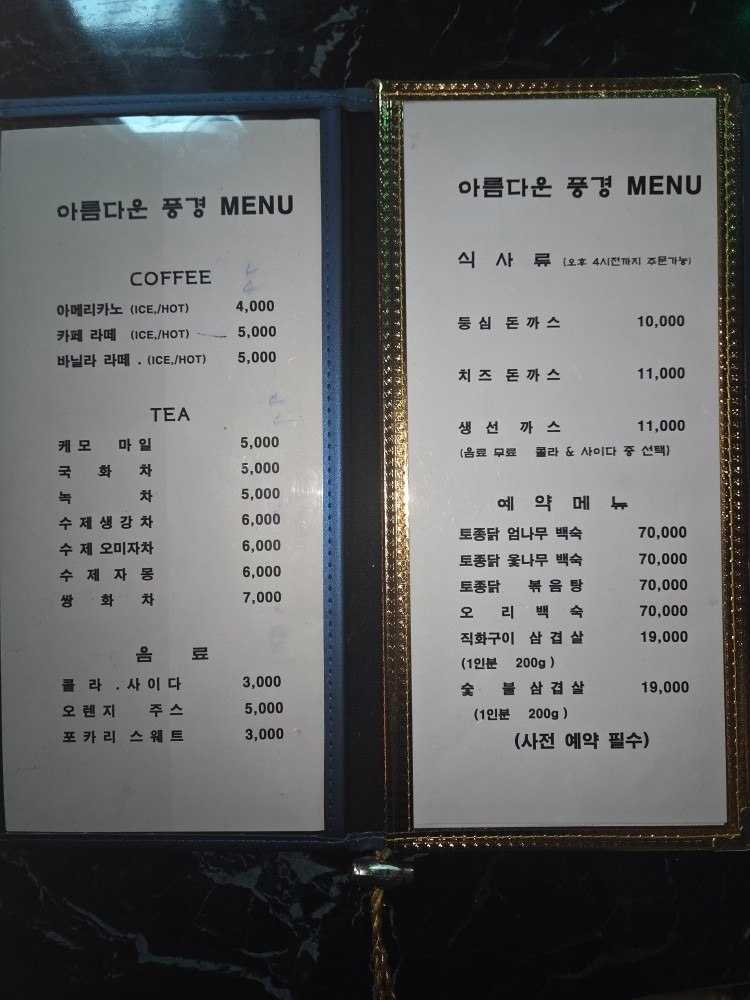 아름다운 풍경 MENU
COFFEE
아메리카노 (ICE,/HOT) 4,000
카페 라떼 (ICE,/HOT) 5,000
바닐라 라떼 . (ICE,/HOT) 5,000
TEA
케모 마일 5,000
국 화 차 5,000
녹 차 5,000
수제생강차 6,000
수제오미자차 6,000
수 제 자 몽 6,000
쌍 화 차 7,000
음 료
콜 라 . 사 이 다 3,000
오렌지 주스 5,000
포카리 스웨트 3,000
아름다운 풍경 MENU
식 사 류 (오후 4시전까지 주문가능)
등심 돈까스 10,000
치즈 돈까스 11,000
생 선 까 스 11,000
(음료 무료 콜라 & 사이다 중 선택)
예 약 메 뉴
토종닭 엄나무 백숙 70,000
토종닭 옻나무 백숙 70,000
토종닭 볶음탕 70,000
오 리 백 숙 70,000
직화구이 삼겹살 19,000
(1인분 200g)
숯 불 삼겹살 19,000
(1인분 200g)
(사전 예약 필수)